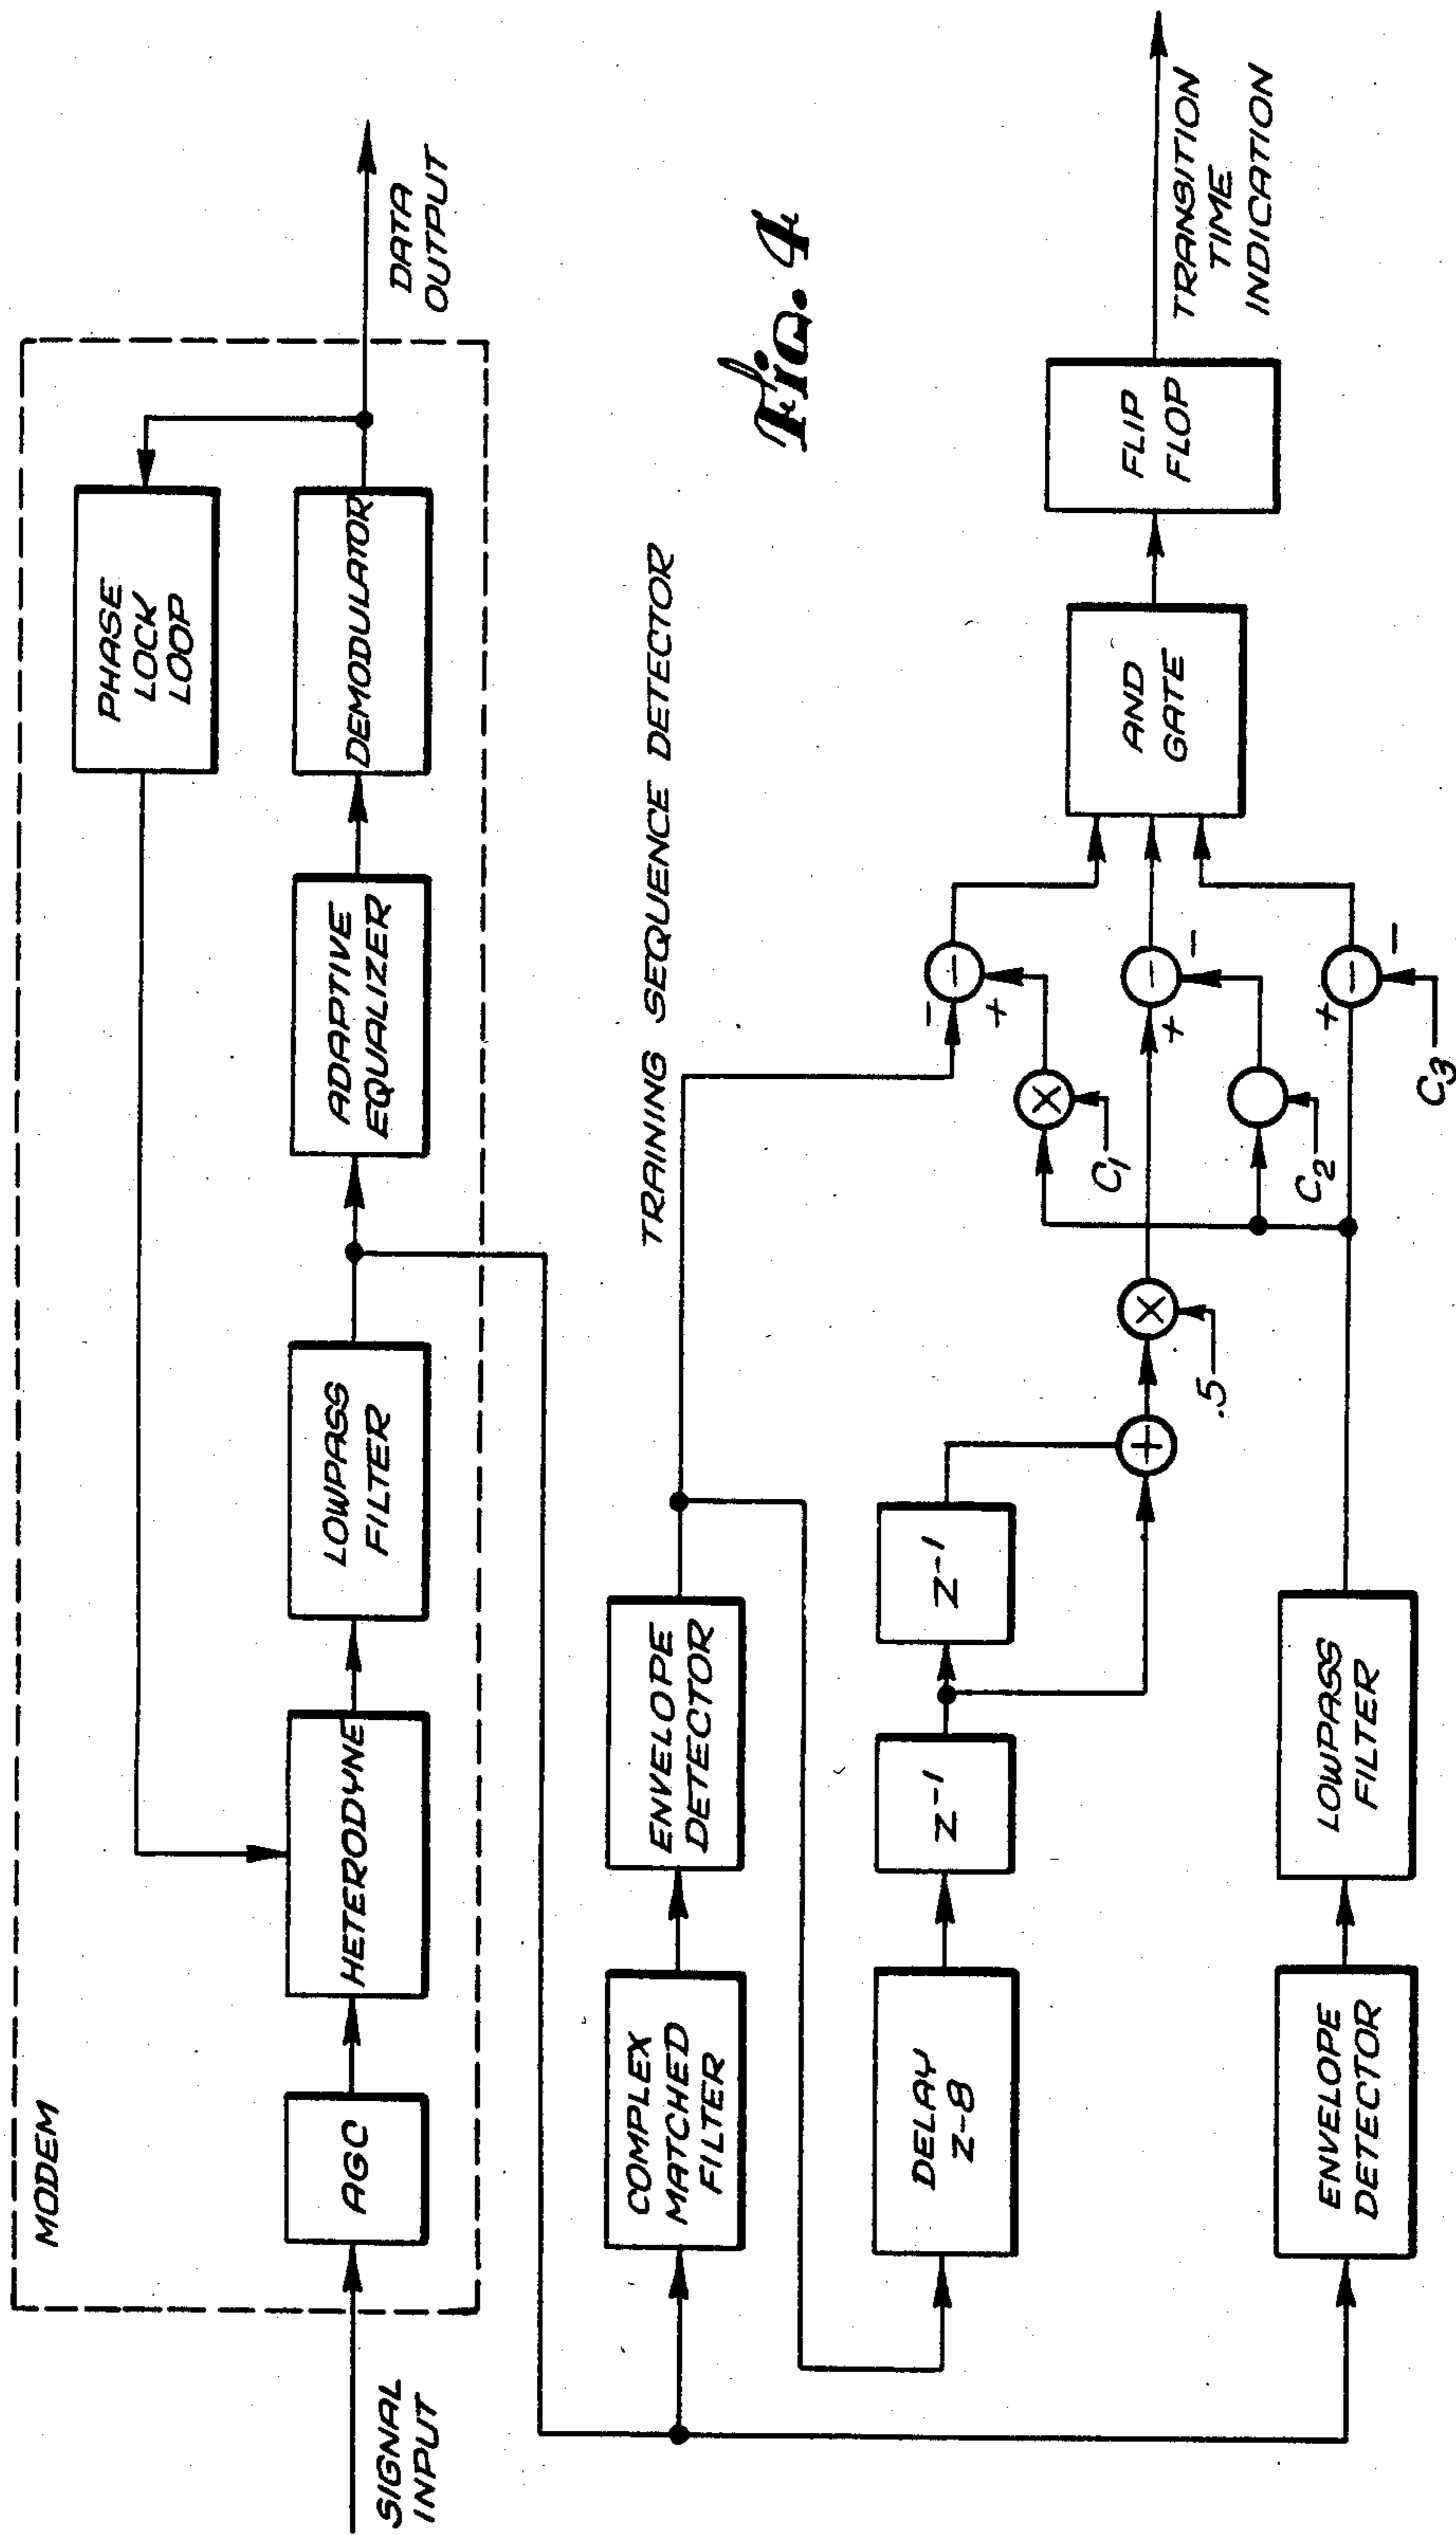 MODEM
SIGNAL
INPUT
AGC
HETERODYNE
LOWPASS
FILTER
ADAPTIVE
EQUALIZER
DEMODULATOR
PHASE
LOCK
LOOP
DATA
OUTPUT
TRAINING SEQUENCE DETECTOR
Fig. 4
COMPLEX
MATCHED
FILTER
ENVELOPE
DETECTOR
DELAY
Z-8
Z⁻¹
Z⁻¹
+
×
.5
ENVELOPE
DETECTOR
LOWPASS
FILTER
×
C₁
C₂
C₃
-
+
-
+
-
-
+
-
-
AND
GATE
FLIP
FLOP
TRANSITION
TIME
INDICATION